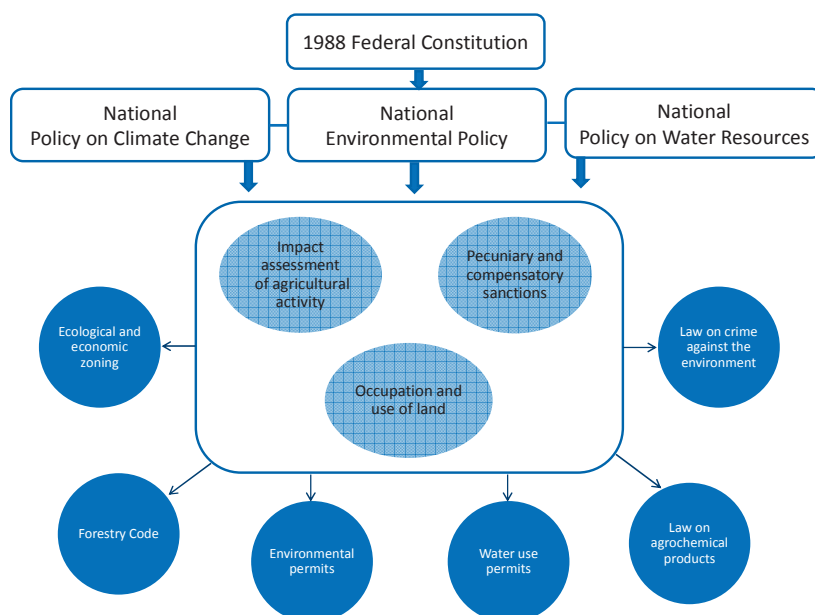 1988 Federal Constitution
National
Policy on Climate Change
National
Environmental Policy
National
Policy on Water Resources
Impact
assessment
of agricultural
activity
Pecuniary and
compensatory
sanctions
Ecological and
economic
zoning
Law on crime
against the
environment
Occupation and
use of land
Forestry Code
Environmental
permits
Water use
permits
Law on
agrochemical
products